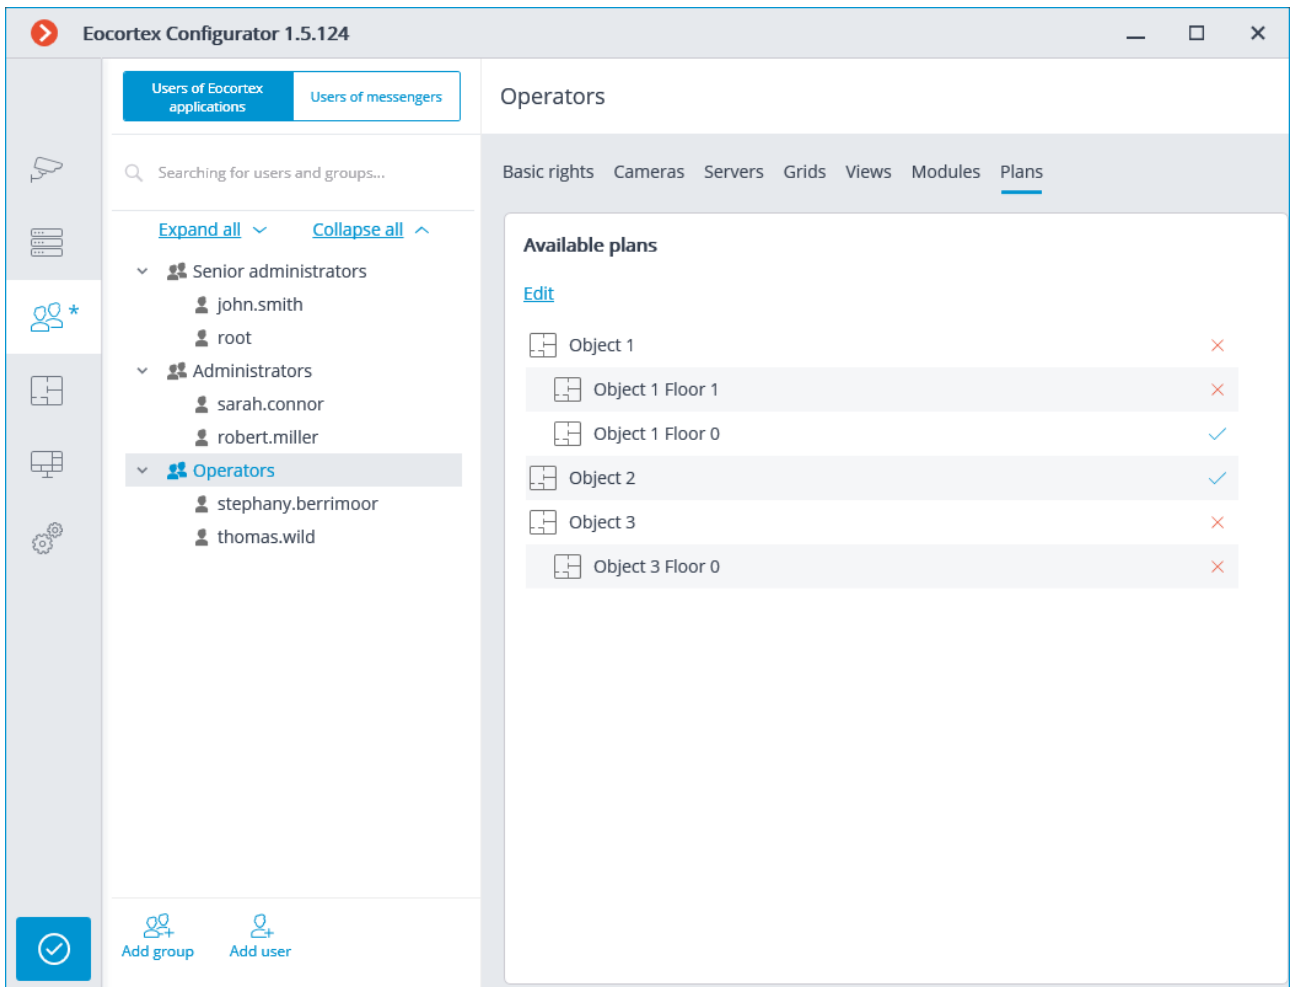 Eocortex Configurator 1.5.124
Users of Eocortex
applications
Users of messengers
Operators
Searching for users and groups...
Basic rights Cameras Servers Grids Views Modules Plans
Expand all Collapse all
Senior administrators
john.smith
root
Administrators
sarah.connor
robert.miller
Operators
stephany.berrimoor
thomas.wild
Available plans
Edit
Object 1
Object 1 Floor 1
Object 1 Floor 0
Object 2
Object 3
Object 3 Floor 0
Add group
Add user